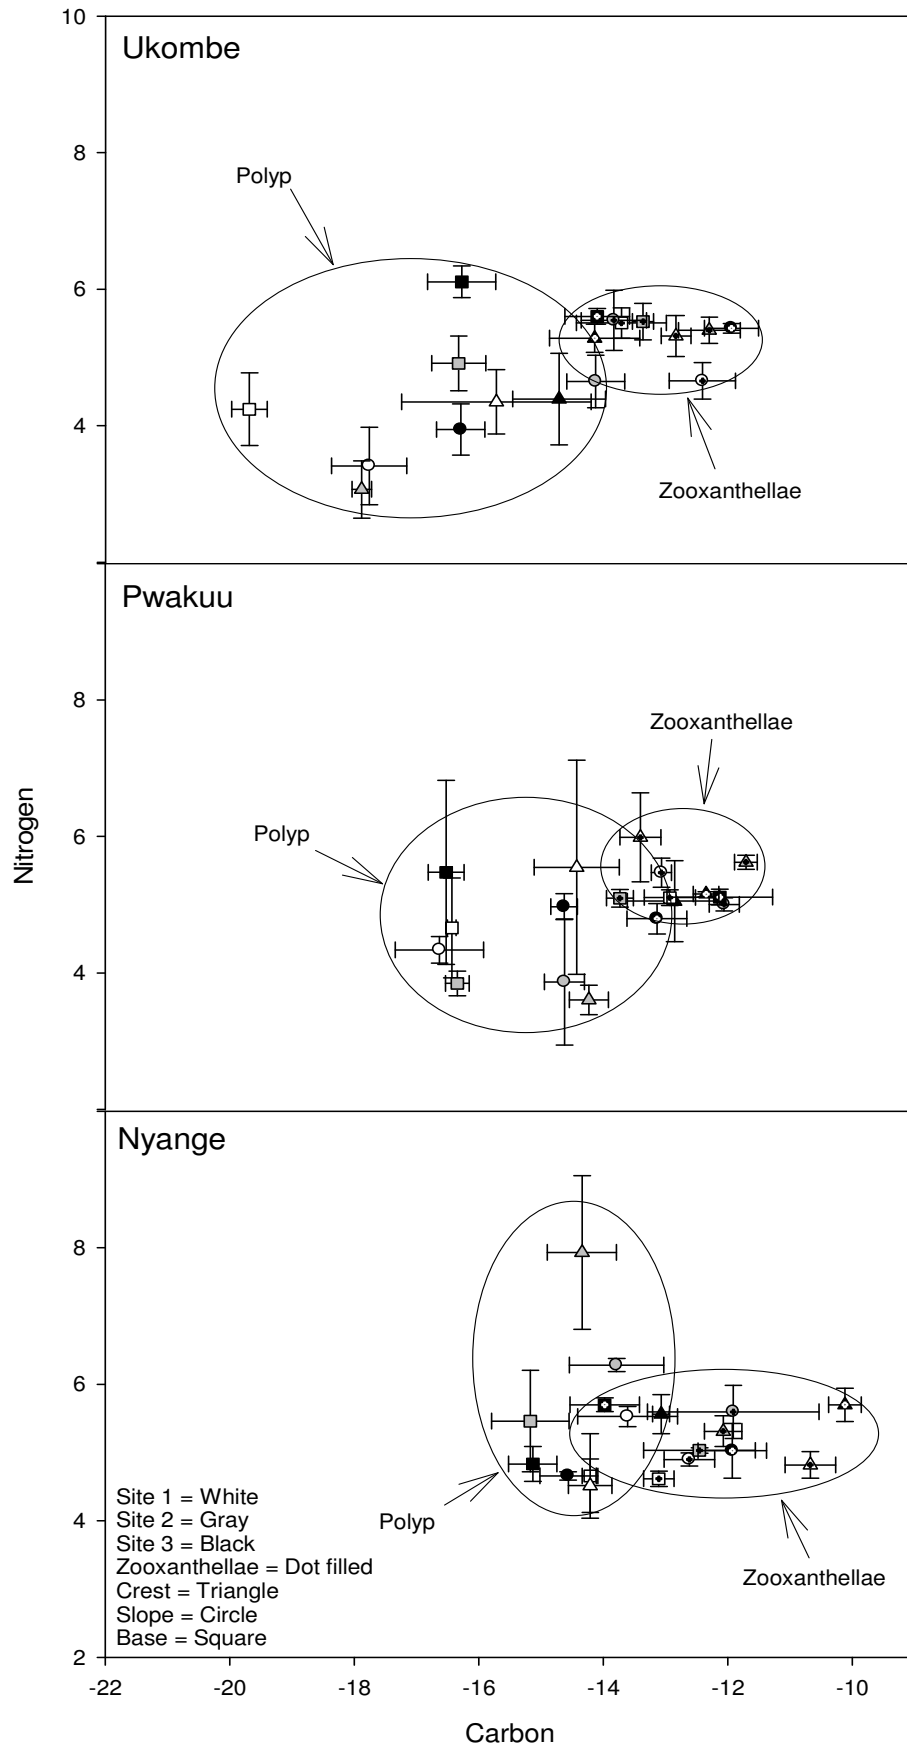 10
Ukombe
8
Polyp
6
4
Zooxanthellae
Pwakuu
8
Zooxanthellae
Polyp
6
Nitrogen
4
Nyange
8
6
Polyp
4
Zooxanthellae
Site 1 = White
Site 2 = Gray
Site 3 = Black
Zooxanthellae = Dot filled
Crest = Triangle
Slope = Circle
Base = Square
2
-22 -20 -18 -16 -14 -12 -10
Carbon